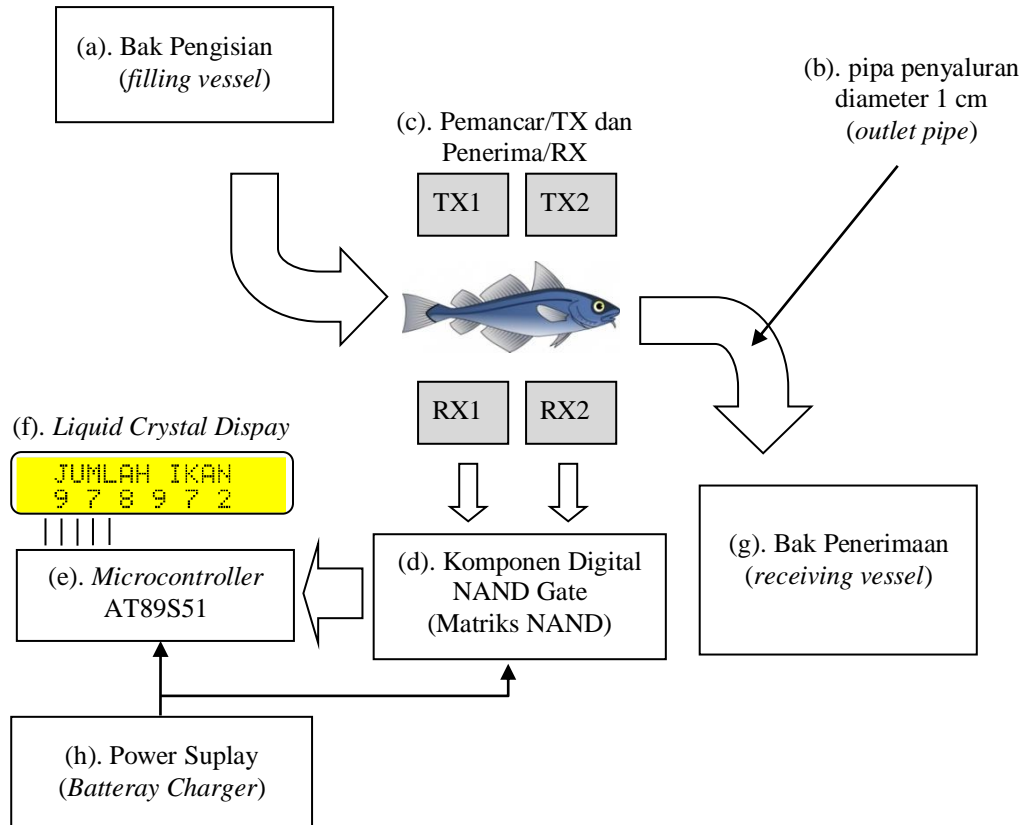 (a). Bak Pengisian
(filling vessel)
(b). pipa penyaluran
diameter 1 cm
(outlet pipe)
(c). Pemancar/TX dan
Penerima/RX
TX1
TX2
RX1
RX2
(f). Liquid Crystal Dispay
JUMLAH IKAN
9 7 8 9 7 2
(e). Microcontroller
AT89S51
(d). Komponen Digital
NAND Gate
(Matriks NAND)
(g). Bak Penerimaan
(receiving vessel)
(h). Power Suplay
(Batteray Charger)